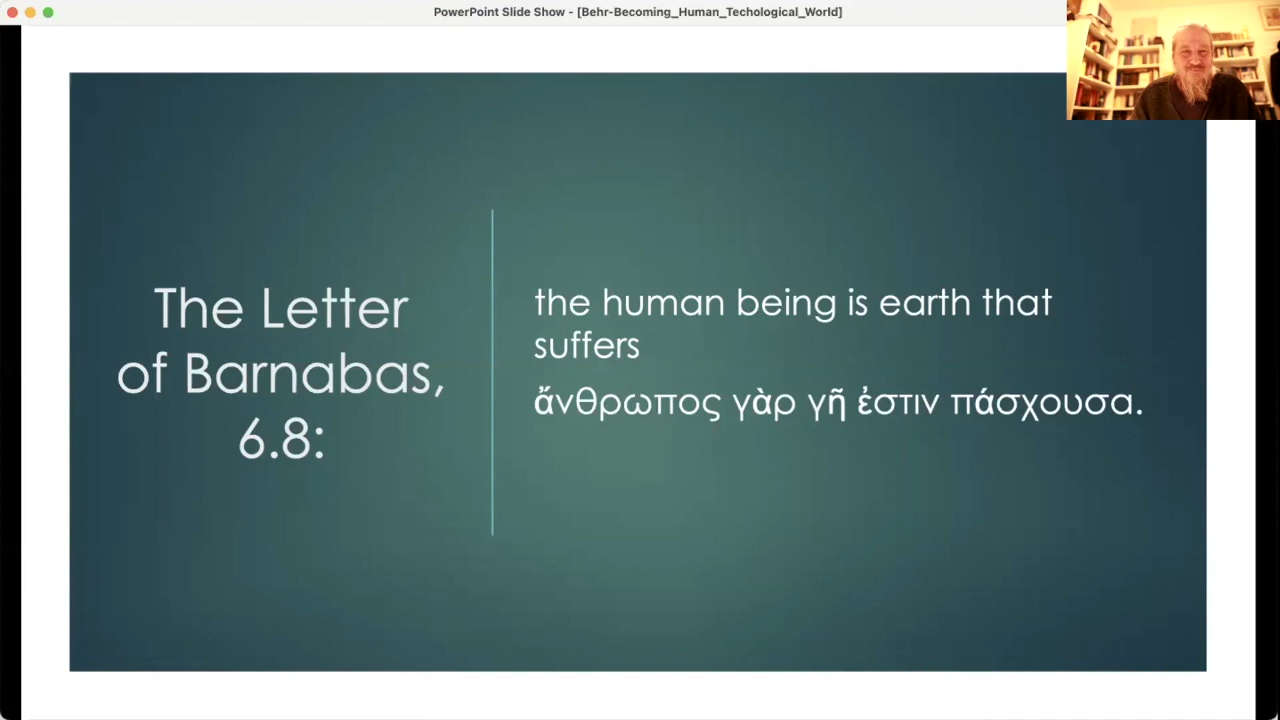 PowerPoint Slide Show - [Behr-Becoming_Human_Techological_World]
The Letter
of Barnabas,
6.8:
the human being is earth that
suffers
ἄνθρωπος γὰρ γῆ ἐστιν πάσχουσα.